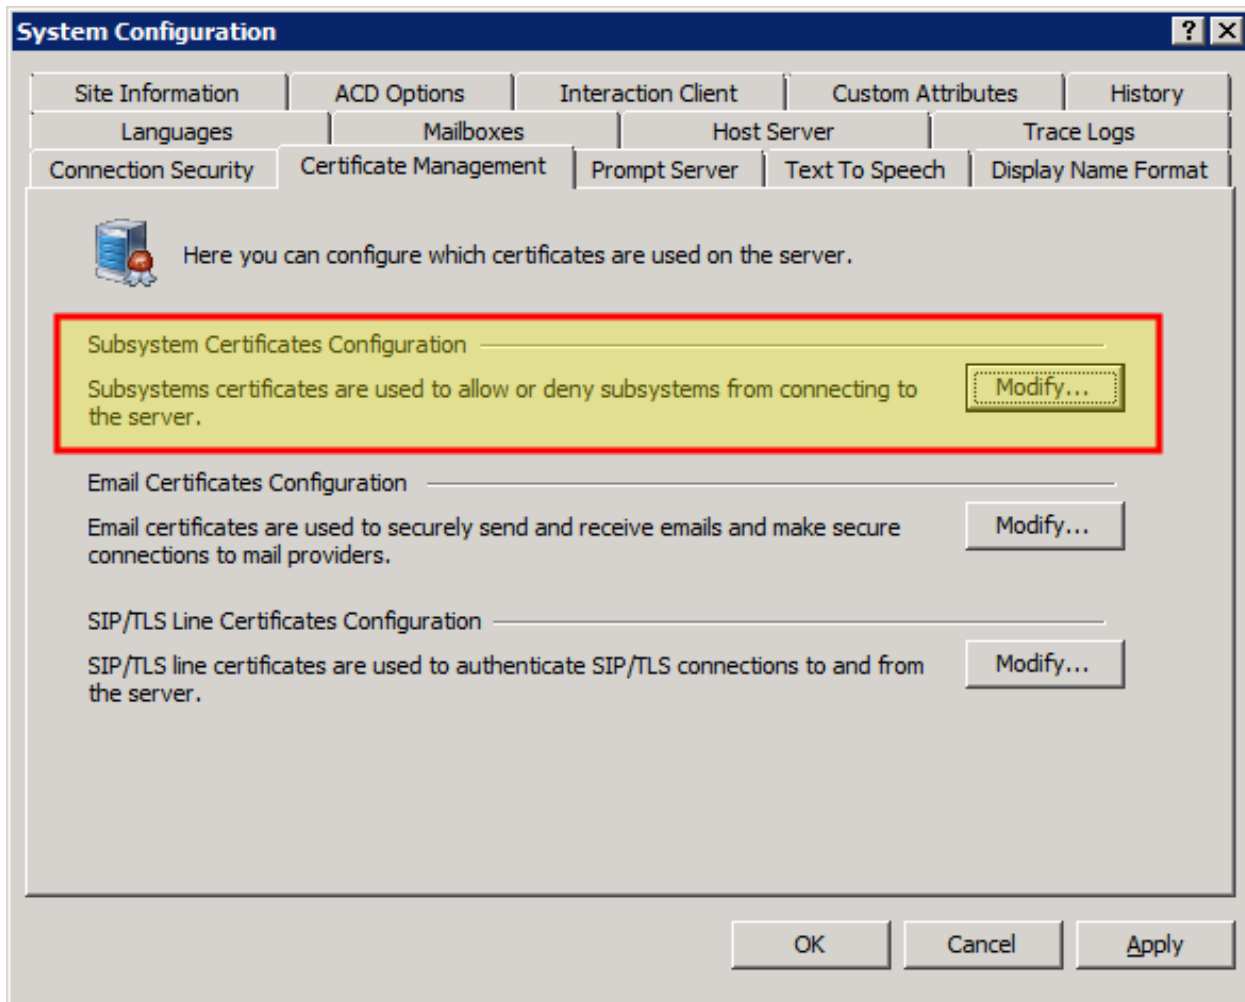 System Configuration
Site Information ACD Options Interaction Client Custom Attributes History
Languages Mailboxes Host Server Trace Logs
Connection Security Certificate Management Prompt Server Text To Speech Display Name Format
Here you can configure which certificates are used on the server.
Subsystem Certificates Configuration
Subsystems certificates are used to allow or deny subsystems from connecting to
the server.
Modify...
Email Certificates Configuration
Email certificates are used to securely send and receive emails and make secure
connections to mail providers.
Modify...
SIP/TLS Line Certificates Configuration
SIP/TLS line certificates are used to authenticate SIP/TLS connections to and from
the server.
Modify...
OK Cancel Apply